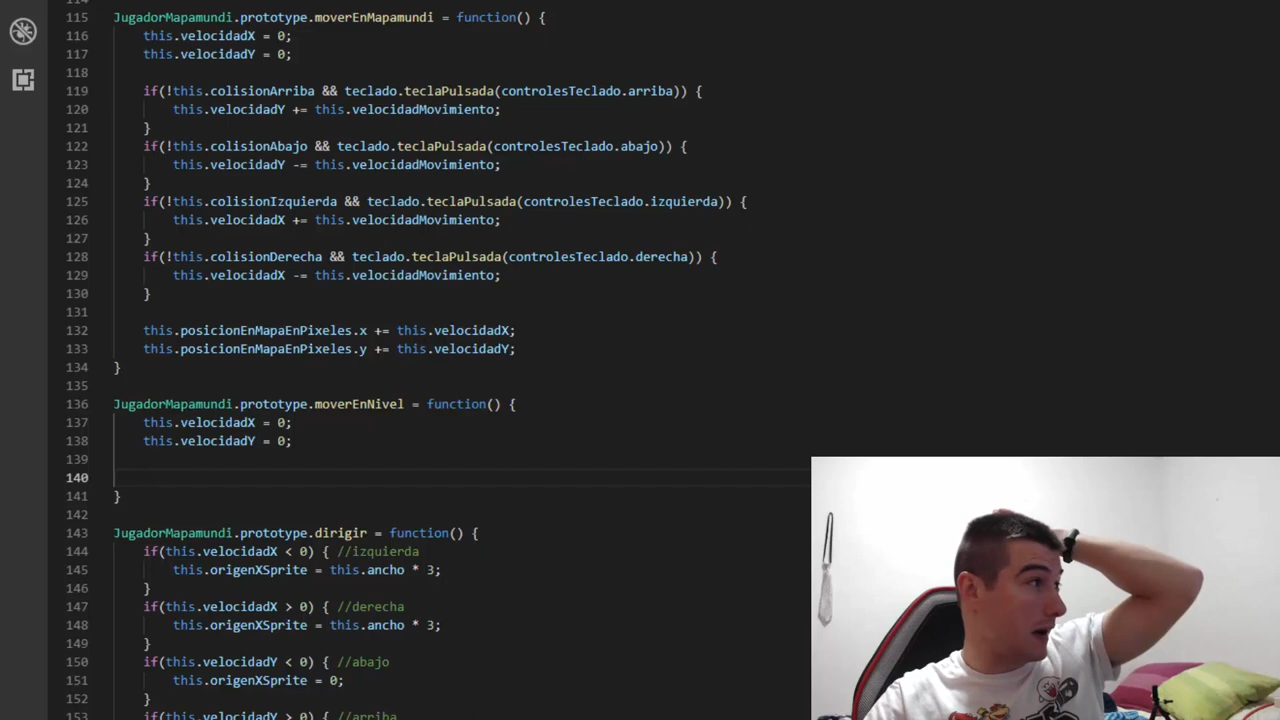 115 JugadorMapamundi.prototype.moverEnMapamundi = function() {
116 this.velocidadX = 0;
117 this.velocidadY = 0;
118
119 if(!this.colisionArriba && teclado.teclaPulsada(controlesTeclado.arriba)) {
120 this.velocidadY += this.velocidadMovimiento;
121 }
122 if(!this.colisionAbajo && teclado.teclaPulsada(controlesTeclado.abajo)) {
123 this.velocidadY -= this.velocidadMovimiento;
124 }
125 if(!this.colisionIzquierda && teclado.teclaPulsada(controlesTeclado.izquierda)) {
126 this.velocidadX += this.velocidadMovimiento;
127 }
128 if(!this.colisionDerecha && teclado.teclaPulsada(controlesTeclado.derecha)) {
129 this.velocidadX -= this.velocidadMovimiento;
130 }
131
132 this.posicionEnMapaEnPixeles.x += this.velocidadX;
133 this.posicionEnMapaEnPixeles.y += this.velocidadY;
134 }
135
136 JugadorMapamundi.prototype.moverEnNivel = function() {
137 this.velocidadX = 0;
138 this.velocidadY = 0;
139
140
141 }
142
143 JugadorMapamundi.prototype.dirigir = function() {
144 if(this.velocidadX < 0) { //izquierda
145 this.origenXSprite = this.ancho * 3;
146 }
147 if(this.velocidadX > 0) { //derecha
148 this.origenXSprite = this.ancho * 3;
149 }
150 if(this.velocidadY < 0) { //abajo
151 this.origenXSprite = 0;
152 }
153 if(this.velocidadY > 0) { //arriba